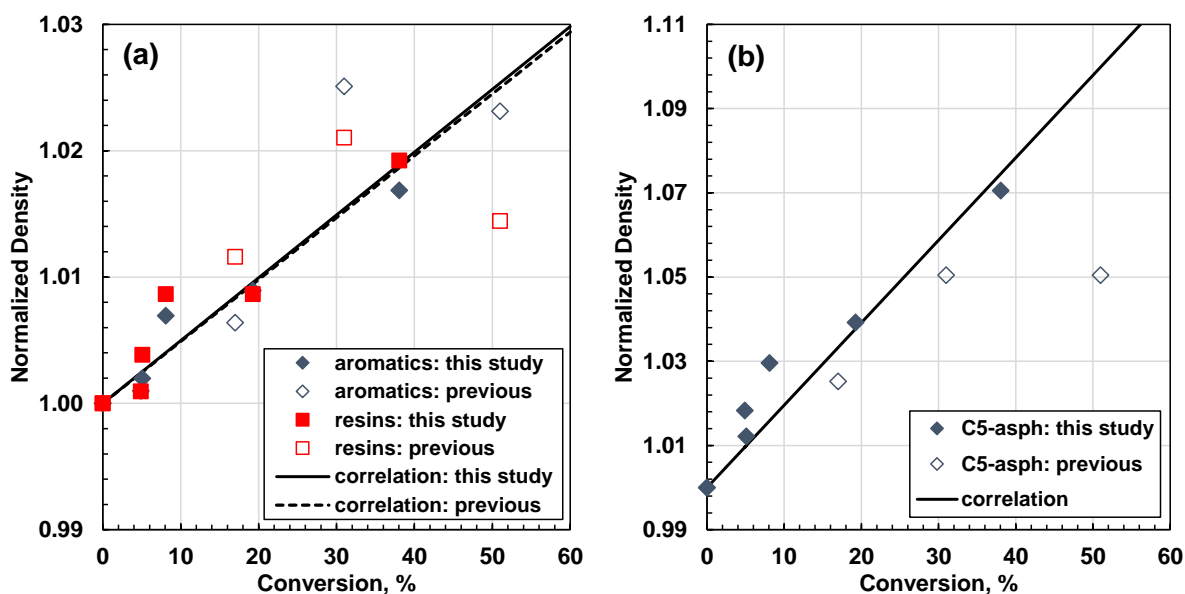 (a)
1.03
1.02
1.01
1.00
0.99
Normalized Density
0
10
20
30
40
50
60
Conversion, %
aromatics: this study
aromatics: previous
resins: this study
resins: previous
correlation: this study
correlation: previous
(b)
1.11
1.09
1.07
1.05
1.03
1.01
0.99
Normalized Density
0
10
20
30
40
50
60
Conversion, %
C5-asph: this study
C5-asph: previous
correlation